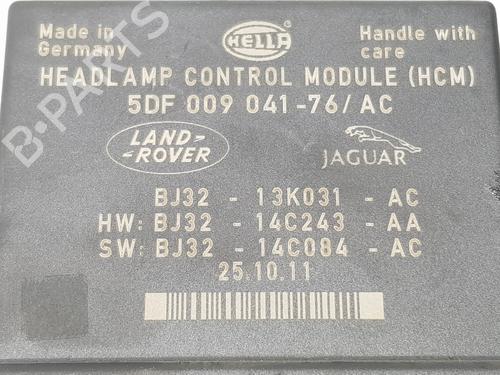 Made in
Germany
HELLA
Handle with
care
HEADLAMP CONTROL MODULE (HCM)
5DF 009 041-76/AC
LAND-
-ROVER
JAGUAR
BJ32 - 13K031 - AC
HW: BJ32 - 14C243 - AA
SW: BJ32 - 14C084 - AC
25.10.11
B-PARTS